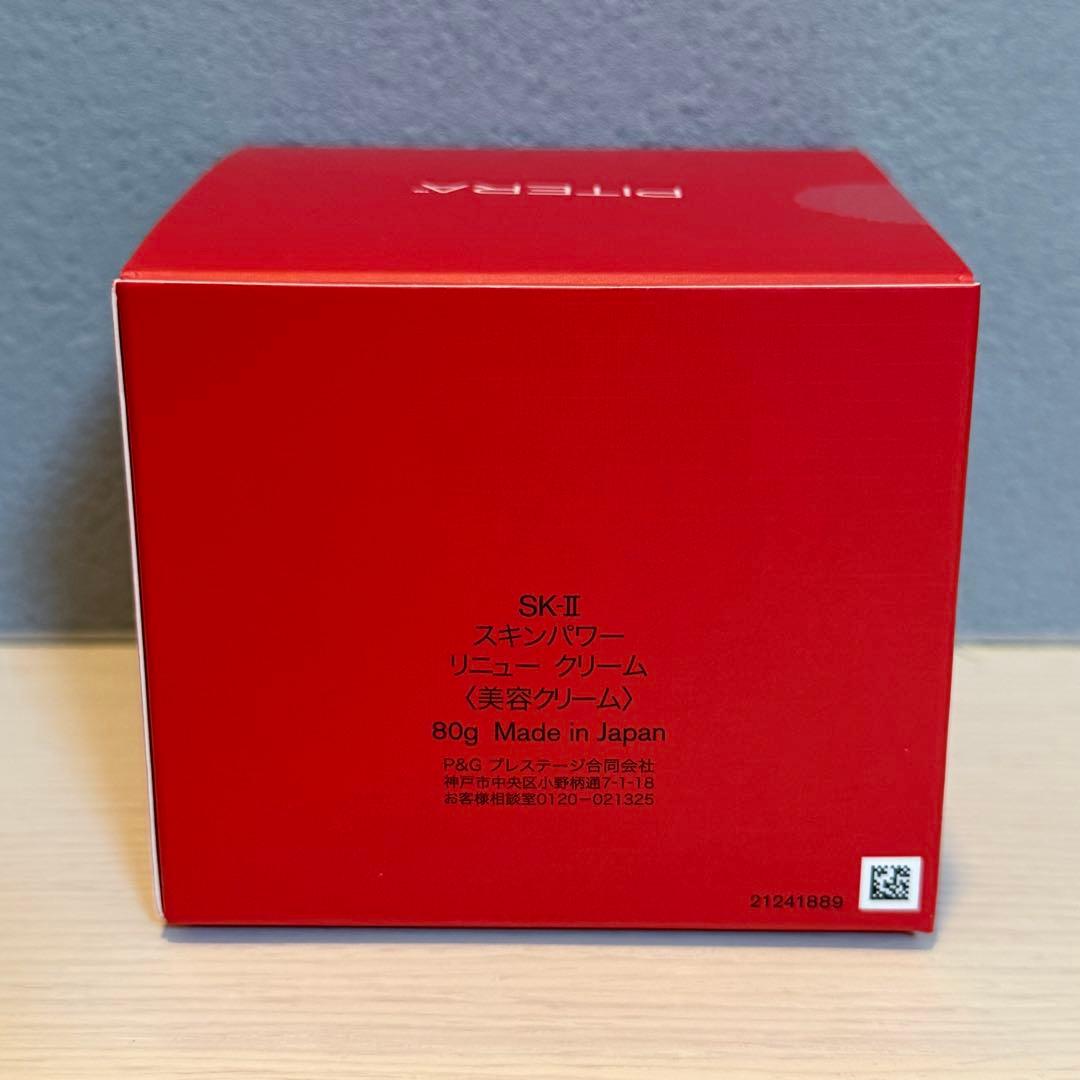 PITERA™
SK-Ⅱ
スキンパワー
リニュー クリーム
〈美容クリーム〉
80g Made in Japan
P&G プレステージ合同会社
神戸市中央区小野柄通7-1-18
お客様相談室0120-021325
21241889